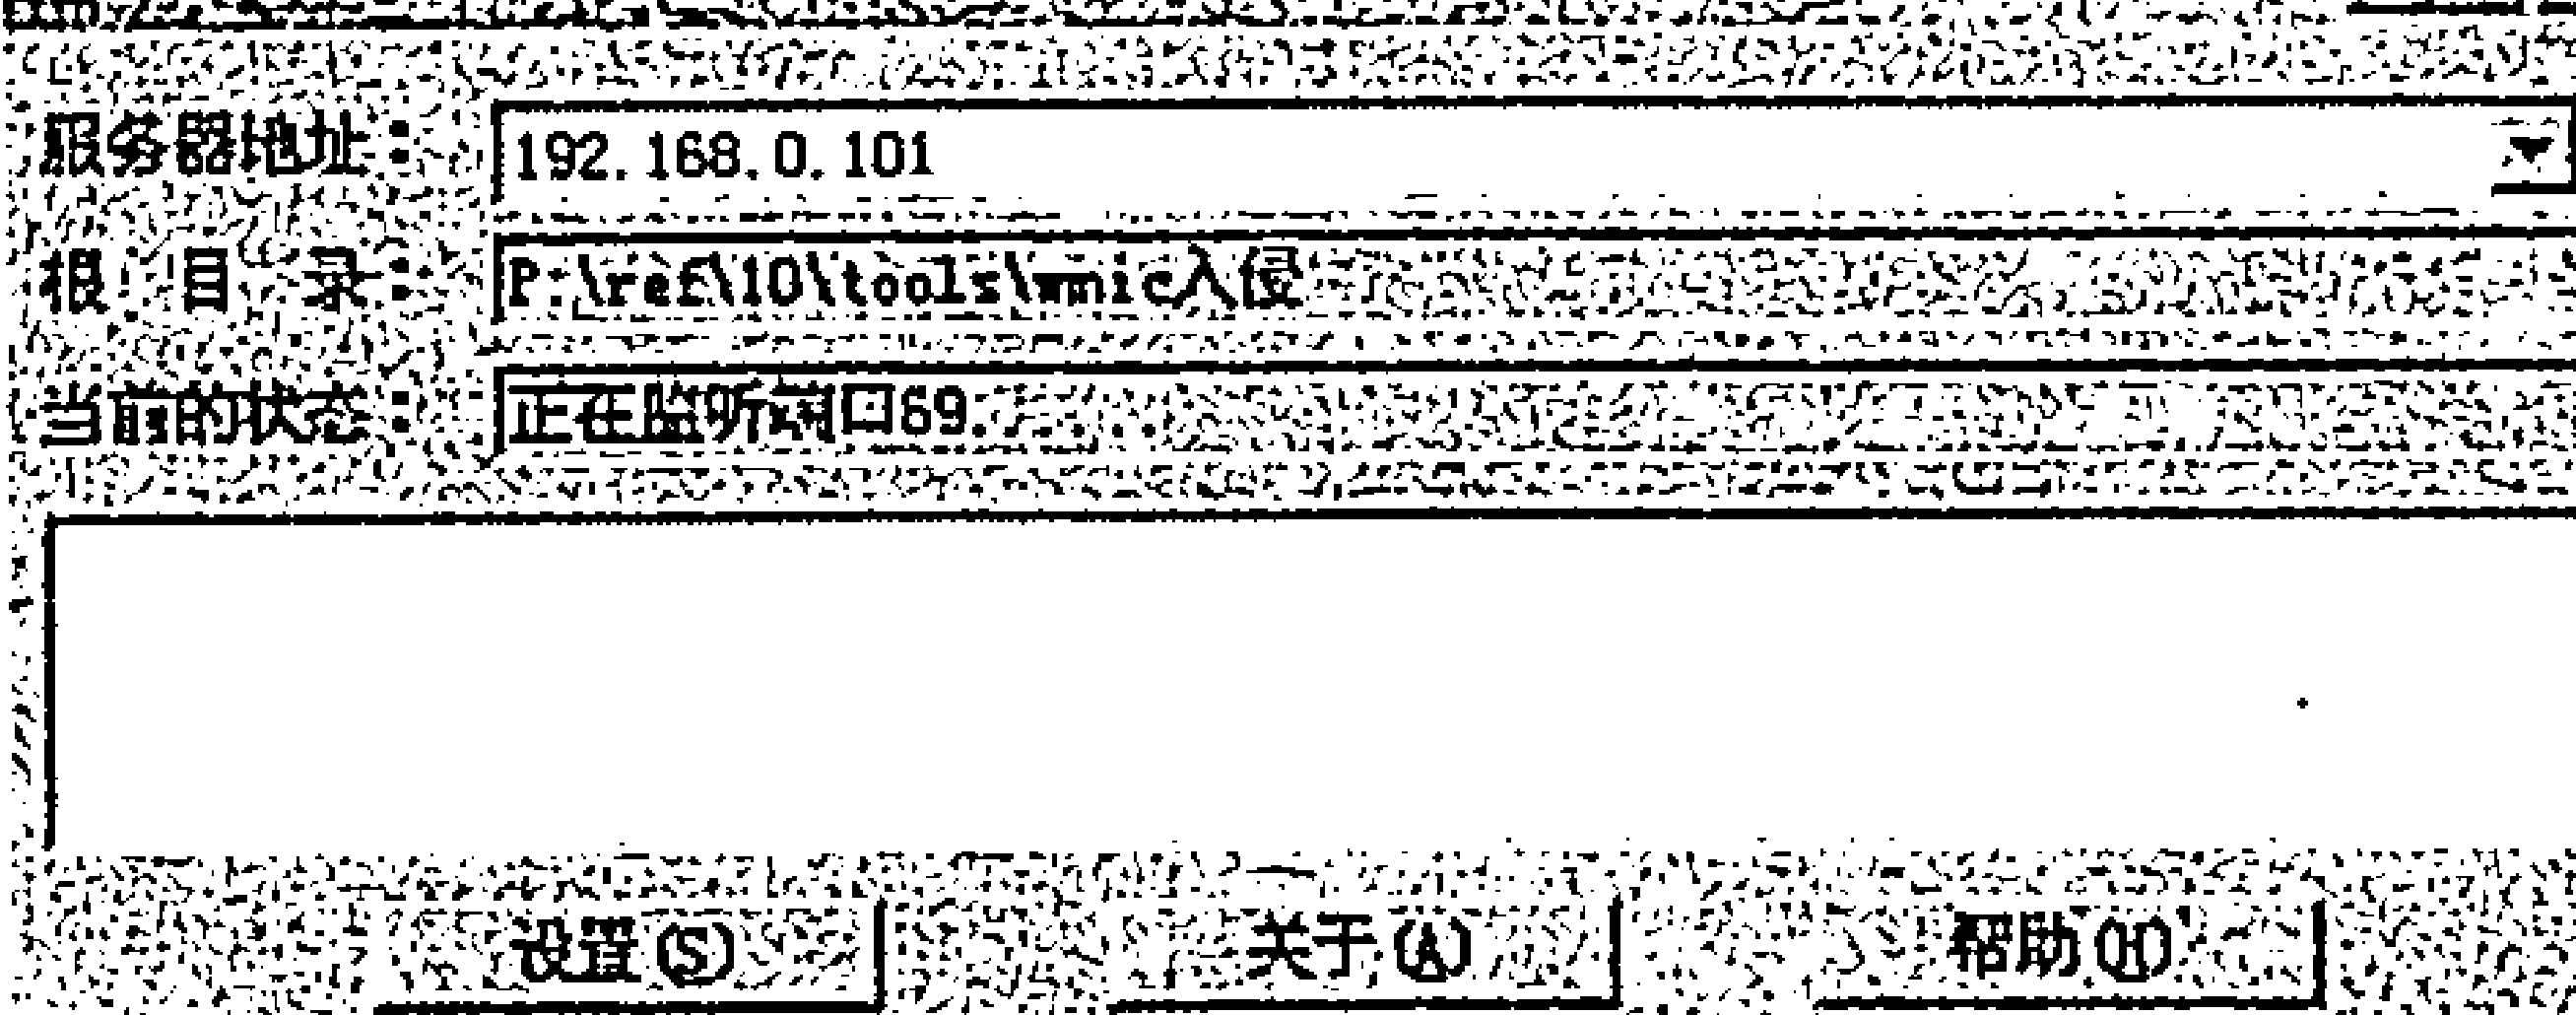 服务器地址： 192.168.0.101
根 目 录： P:\ref\10\tools\wmic入侵
当前的状态： 正在监听端口69.
设置(S) 关于(A) 帮助(H)